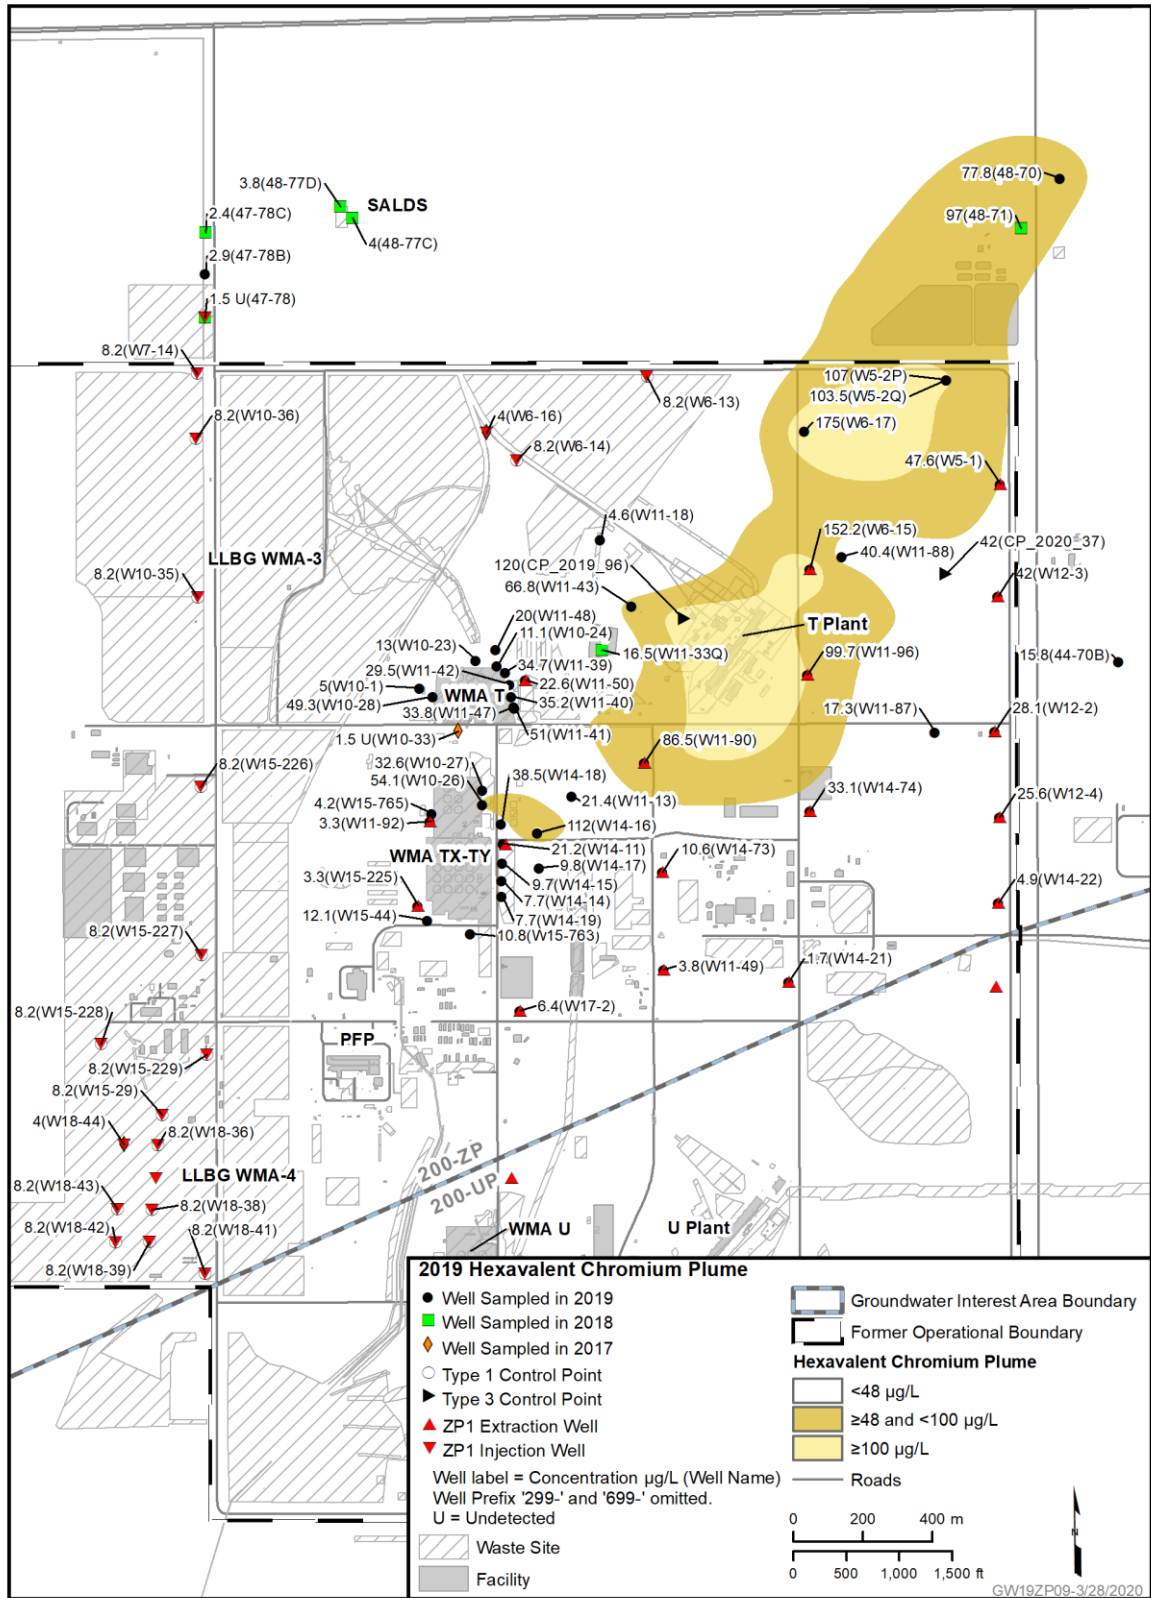 77.8(48-70)
3.8(48-77D)
SALDS
2.4(47-78C)
97(48-71)
4(48-77C)
2.9(47-78B)
1.5 U(47-78)
8.2(W7-14)
107(W5-2P)
103.5(W5-2Q)
8.2(W6-13)
8.2(W10-36)
4(W6-16)
175(W6-17)
8.2(W6-14)
47.6(W5-1)
4.6(W11-18)
152.2(W6-15)
42(CP_2020_37)
40.4(W11-88)
LLBG WMA-3
120(CP_2019_96)
8.2(W10-35)
66.8(W11-43)
42(W12-3)
20(W11-48)
T Plant
11.1(W10-24)
13(W10-23)
16.5(W11-33Q)
15.8(44-70B)
34.7(W11-39)
29.5(W11-42)
99.7(W11-96)
22.6(W11-50)
5(W10-1)
WMA T
49.3(W10-28)
35.2(W11-40)
33.8(W11-47)
17.3(W11-87)
28.1(W12-2)
51(W11-41)
1.5 U(W10-33)
86.5(W11-90)
8.2(W15-226)
32.6(W10-27)
38.5(W14-18)
54.1(W10-26)
33.1(W14-74)
21.4(W11-13)
25.6(W12-4)
4.2(W15-765)
3.3(W11-92)
112(W14-16)
21.2(W14-11)
WMA TX-TY
9.8(W14-17)
10.6(W14-73)
3.3(W15-225)
9.7(W14-15)
4.9(W14-22)
7.7(W14-14)
12.1(W15-44)
7.7(W14-19)
8.2(W15-227)
10.8(W15-763)
3.8(W11-49)
1.7(W14-21)
6.4(W17-2)
8.2(W15-228)
PFP
8.2(W15-229)
8.2(W15-29)
4(W18-44)
8.2(W18-36)
200-ZP
LLBG WMA-4
8.2(W18-43)
200-UP
8.2(W18-38)
8.2(W18-42)
8.2(W18-41)
WMA U
U Plant
8.2(W18-39)
2019 Hexavalent Chromium Plume
Well Sampled in 2019
Well Sampled in 2018
Well Sampled in 2017
Type 1 Control Point
Type 3 Control Point
ZP1 Extraction Well
ZP1 Injection Well
Well label = Concentration µg/L (Well Name)
Well Prefix '299-' and '699-' omitted.
U = Undetected
Waste Site
Facility
Groundwater Interest Area Boundary
Former Operational Boundary
Hexavalent Chromium Plume
<48 µg/L
≥48 and <100 µg/L
≥100 µg/L
Roads
0 200 400 m
0 500 1,000 1,500 ft
N
GW19ZP09-3/28/2020